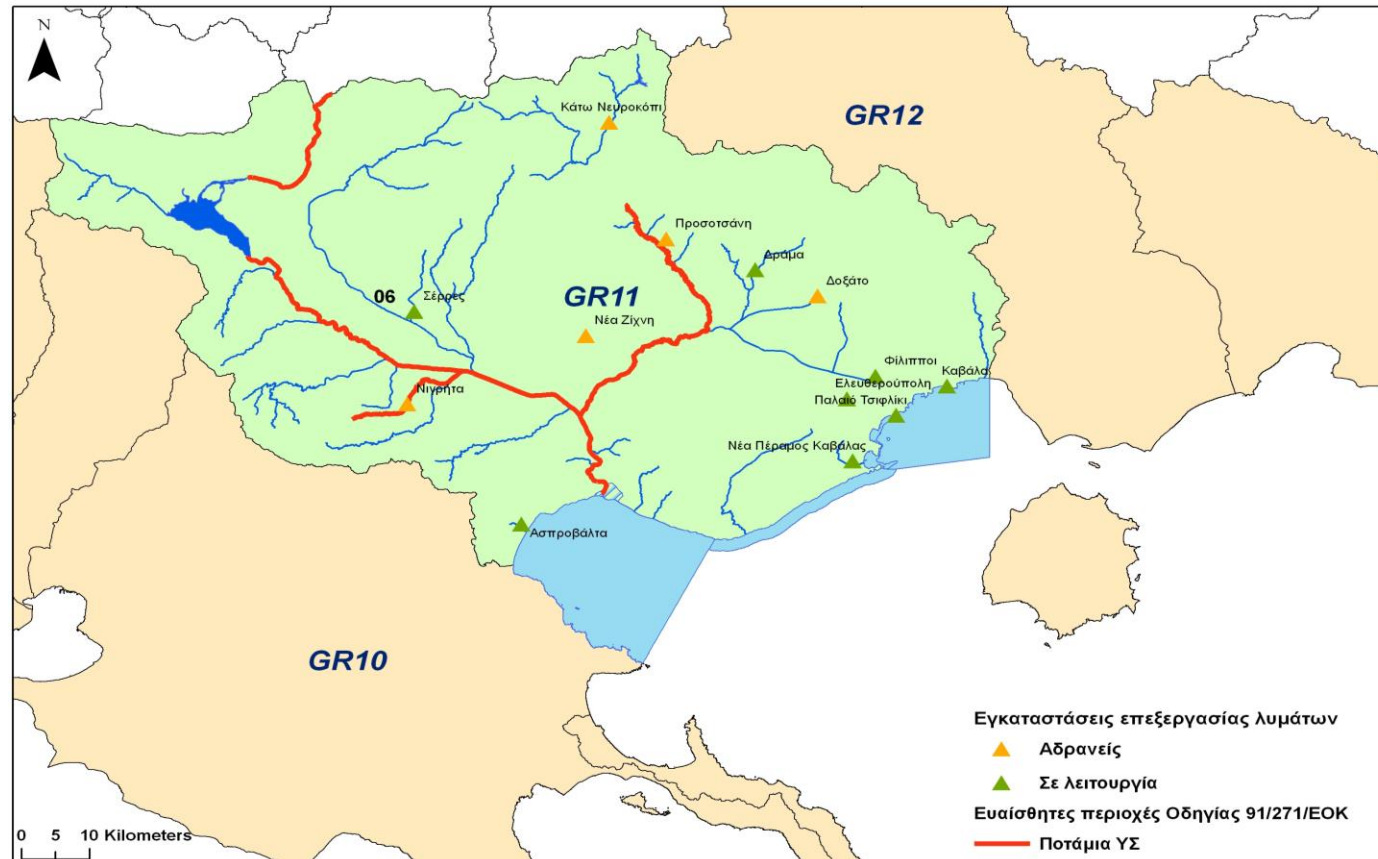 N
Κάτω Νευροκόπι
GR12
Προσοτσάνη
Δράμα
Δοξάτο
06
Σέρρες
GR11
Νέα Ζίχνη
Φίλιπποι
Καβάλα
Ελευθερούπολη
Παλαιό Τσιφλίκι
Νιγρήτα
Νέα Πέραμος Καβάλας
Ασπροβάλτα
GR10
Εγκαταστάσεις επεξεργασίας λυμάτων
Αδρανείς
Σε λειτουργία
Ευαίσθητες περιοχές Οδηγίας 91/271/ΕΟΚ
Ποτάμια ΥΣ
0 5 10 Kilometers